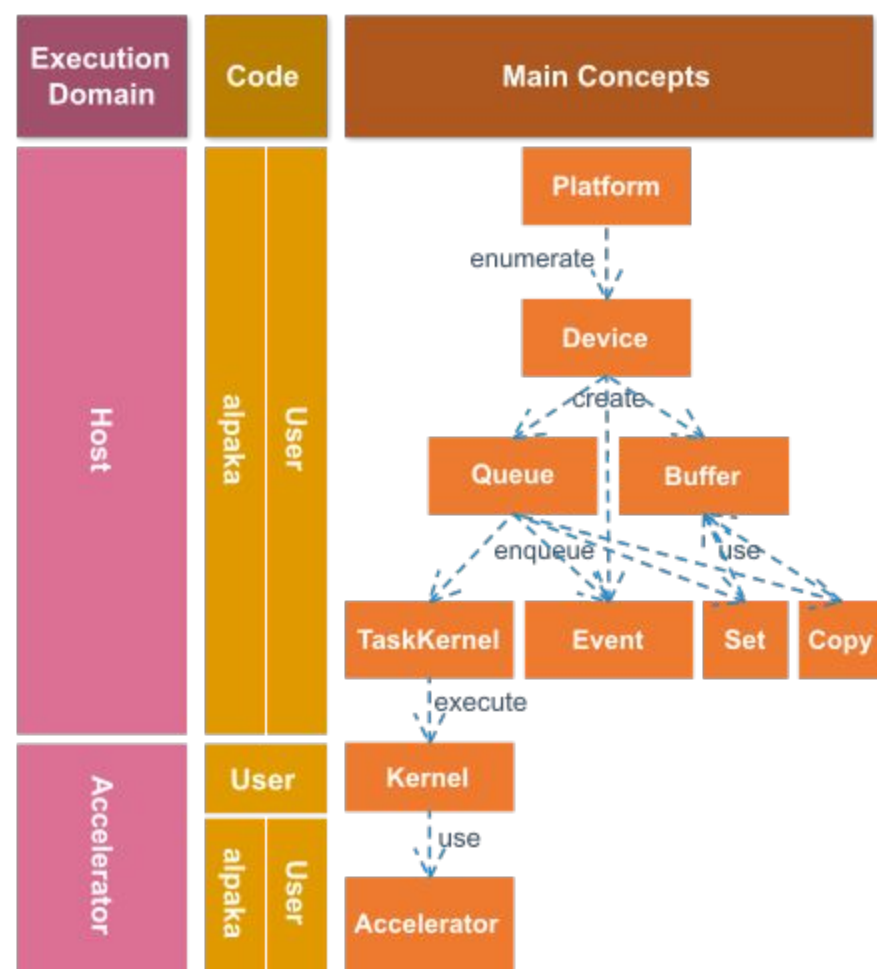 Execution
Domain
Code
Main Concepts
Platform
enumerate
Device
create
Host
alpaka
User
Queue
Buffer
enqueue
use
TaskKernel
Event
Set
Copy
execute
Accelerator
User
Kernel
use
alpaka
User
Accelerator